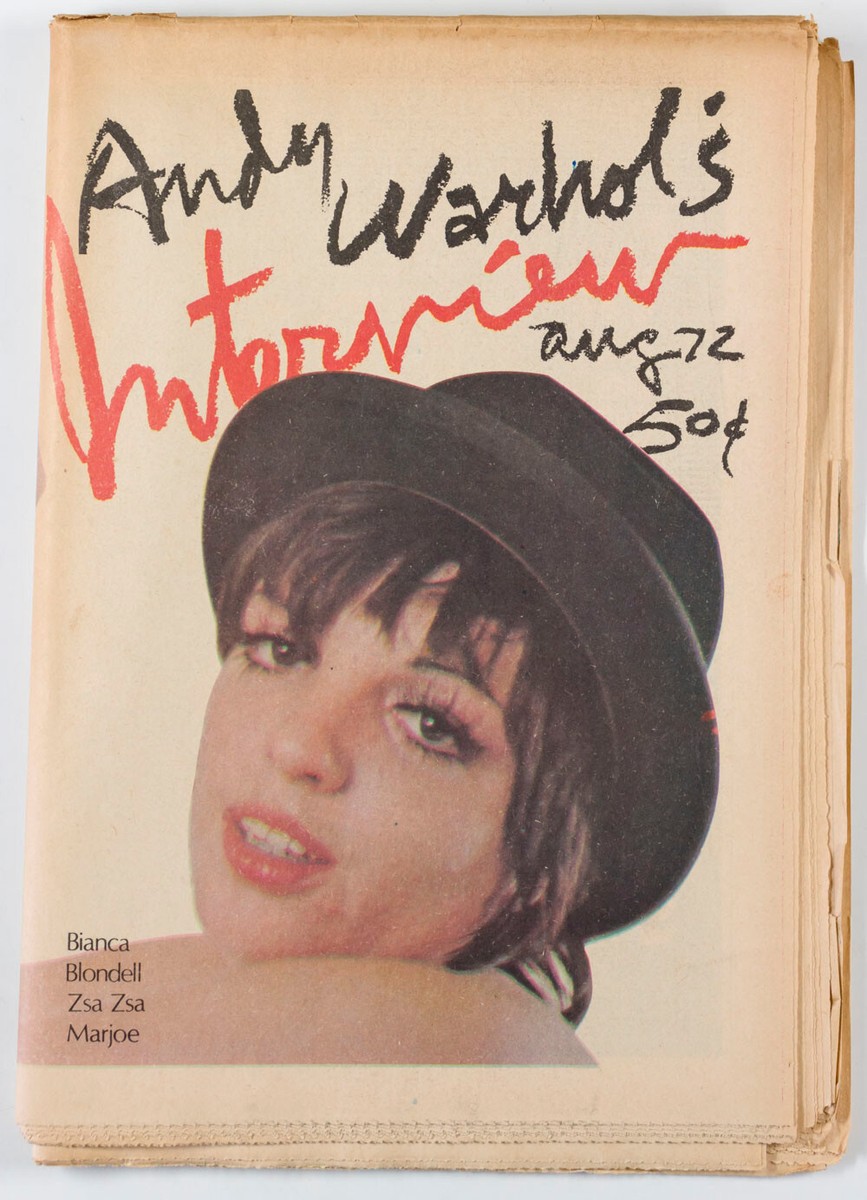 Andy Warhol's
Interview
aug 72
50¢
Bianca
Blondell
Zsa Zsa
Marjoe